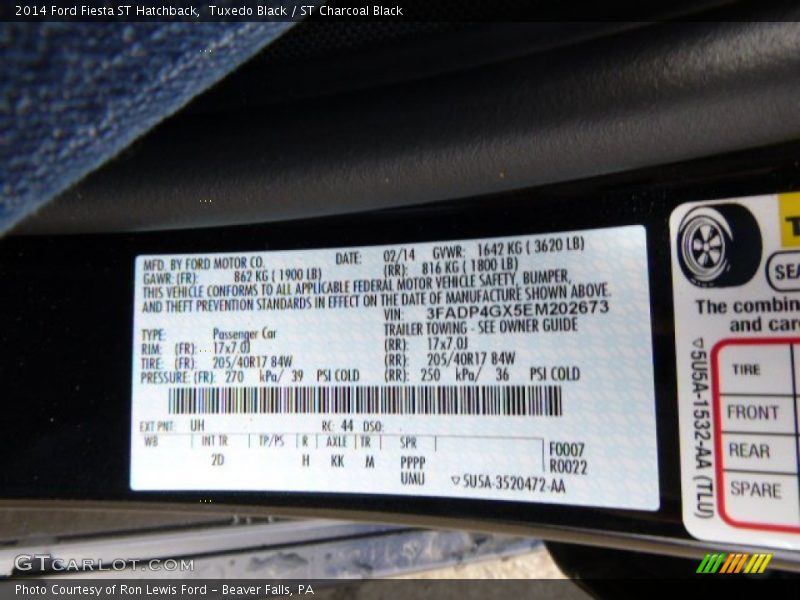 2014 Ford Fiesta ST Hatchback, Tuxedo Black / ST Charcoal Black
MFD. BY FORD MOTOR CO. DATE: 02/14 GVWR: 1642 KG ( 3620 LB)
GAWR: (FR): 862 KG ( 1900 LB) (RR): 816 KG ( 1800 LB)
THIS VEHICLE CONFORMS TO ALL APPLICABLE FEDERAL MOTOR VEHICLE SAFETY, BUMPER,
AND THEFT PREVENTION STANDARDS IN EFFECT ON THE DATE OF MANUFACTURE SHOWN ABOVE.
VIN: 3FADP4GX5EM202673
TYPE: Passenger Car TRAILER TOWING - SEE OWNER GUIDE
RIM: (FR): 17x7.0J (RR): 17x7.0J
TIRE: (FR): 205/40R17 84W (RR): 205/40R17 84W
PRESSURE: (FR): 270 kPa/ 39 PSI COLD (RR): 250 kPa/ 36 PSI COLD
EXT PNT: UH RC: 44 DSO:
WB INT TR TP/PS R AXLE TR SPR F0007
2D H KK M PPPP R0022
UMU ▽5U5A-3520472-AA
The combin
and car
TIRE
FRONT
REAR
SPARE
▽5U5A-1532-AA (TLU)
GTCARLOT.COM
Photo Courtesy of Ron Lewis Ford - Beaver Falls, PA